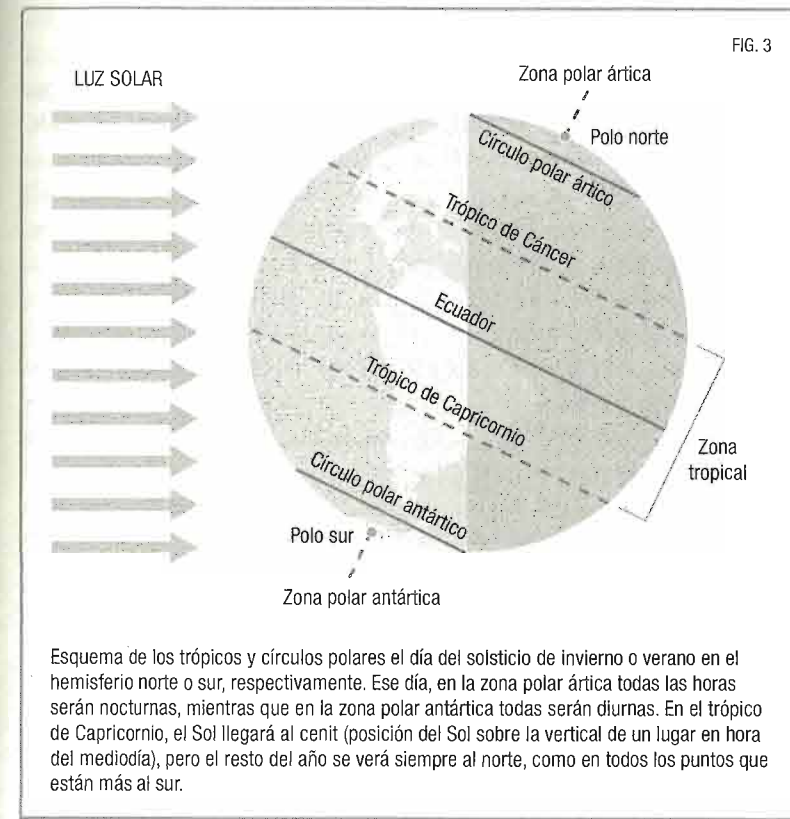 FIG. 3
LUZ SOLAR
Zona polar ártica
Polo norte
Círculo polar ártico
Trópico de Cáncer
Ecuador
Trópico de Capricornio
Zona
tropical
Círculo polar antártico
Polo sur
Zona polar antártica
Esquema de los trópicos y círculos polares el día del solsticio de invierno o verano en el
hemisferio norte o sur, respectivamente. Ese día, en la zona polar ártica todas las horas
serán nocturnas, mientras que en la zona polar antártica todas serán diurnas. En el trópico
de Capricornio, el Sol llegará al cenit (posición del Sol sobre la vertical de un lugar en hora
del mediodía), pero el resto del año se verá siempre al norte, como en todos los puntos que
están más al sur.